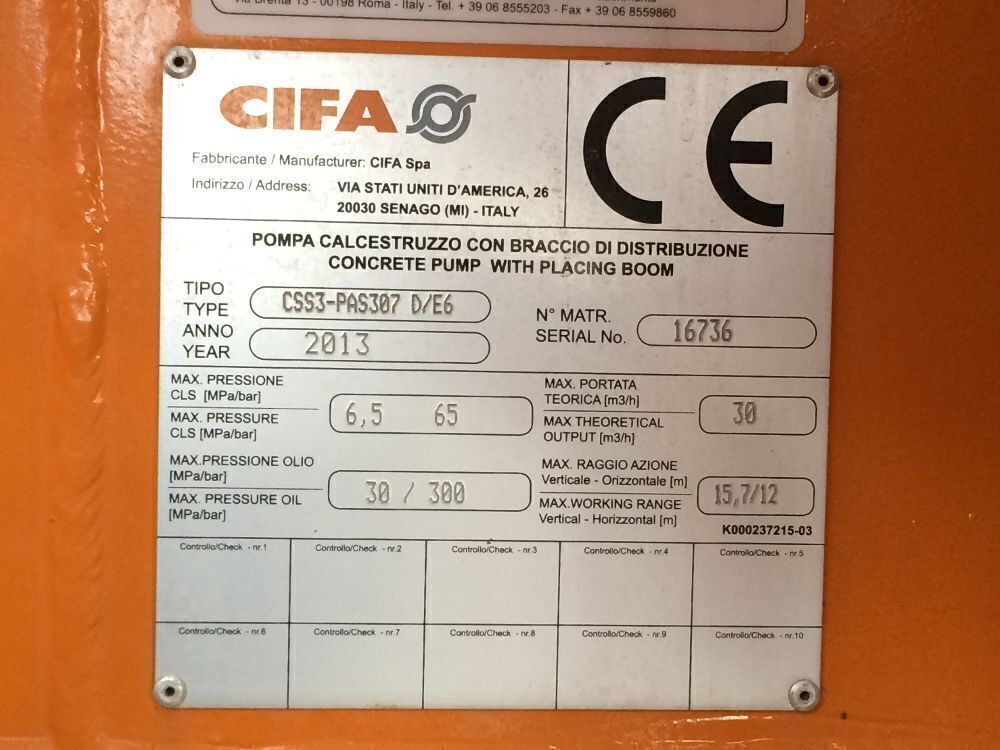 Via Brenta 13 - 00198 Roma - Italy - Tel. + 39 06 8555203 - Fax + 39 06 8559860
CIFA
CE
Fabbricante / Manufacturer: CIFA Spa
Indirizzo / Address: VIA STATI UNITI D'AMERICA, 26
20030 SENAGO (MI) - ITALY
POMPA CALCESTRUZZO CON BRACCIO DI DISTRIBUZIONE
CONCRETE PUMP WITH PLACING BOOM
TIPO
TYPE
CSS3-PAS307 D/E6
ANNO
YEAR
2013
N° MATR.
SERIAL No.
16736
MAX. PRESSIONE
CLS [MPa/bar]
MAX. PRESSURE
CLS [MPa/bar]
6,5 65
MAX. PORTATA
TEORICA [m3/h]
MAX THEORETICAL
OUTPUT [m3/h]
30
MAX.PRESSIONE OLIO
[MPa/bar]
MAX. PRESSURE OIL
[MPa/bar]
30 / 300
MAX. RAGGIO AZIONE
Verticale - Orizzontale [m]
MAX.WORKING RANGE
Vertical - Horizzontal [m]
15,7/12
K000237215-03
Controllo/Check - nr.1 Controllo/Check - nr.2 Controllo/Check - nr.3 Controllo/Check - nr.4 Controllo/Check - nr.5
Controllo/Check - nr.6 Controllo/Check - nr.7 Controllo/Check - nr.8 Controllo/Check - nr.9 Controllo/Check - nr.10